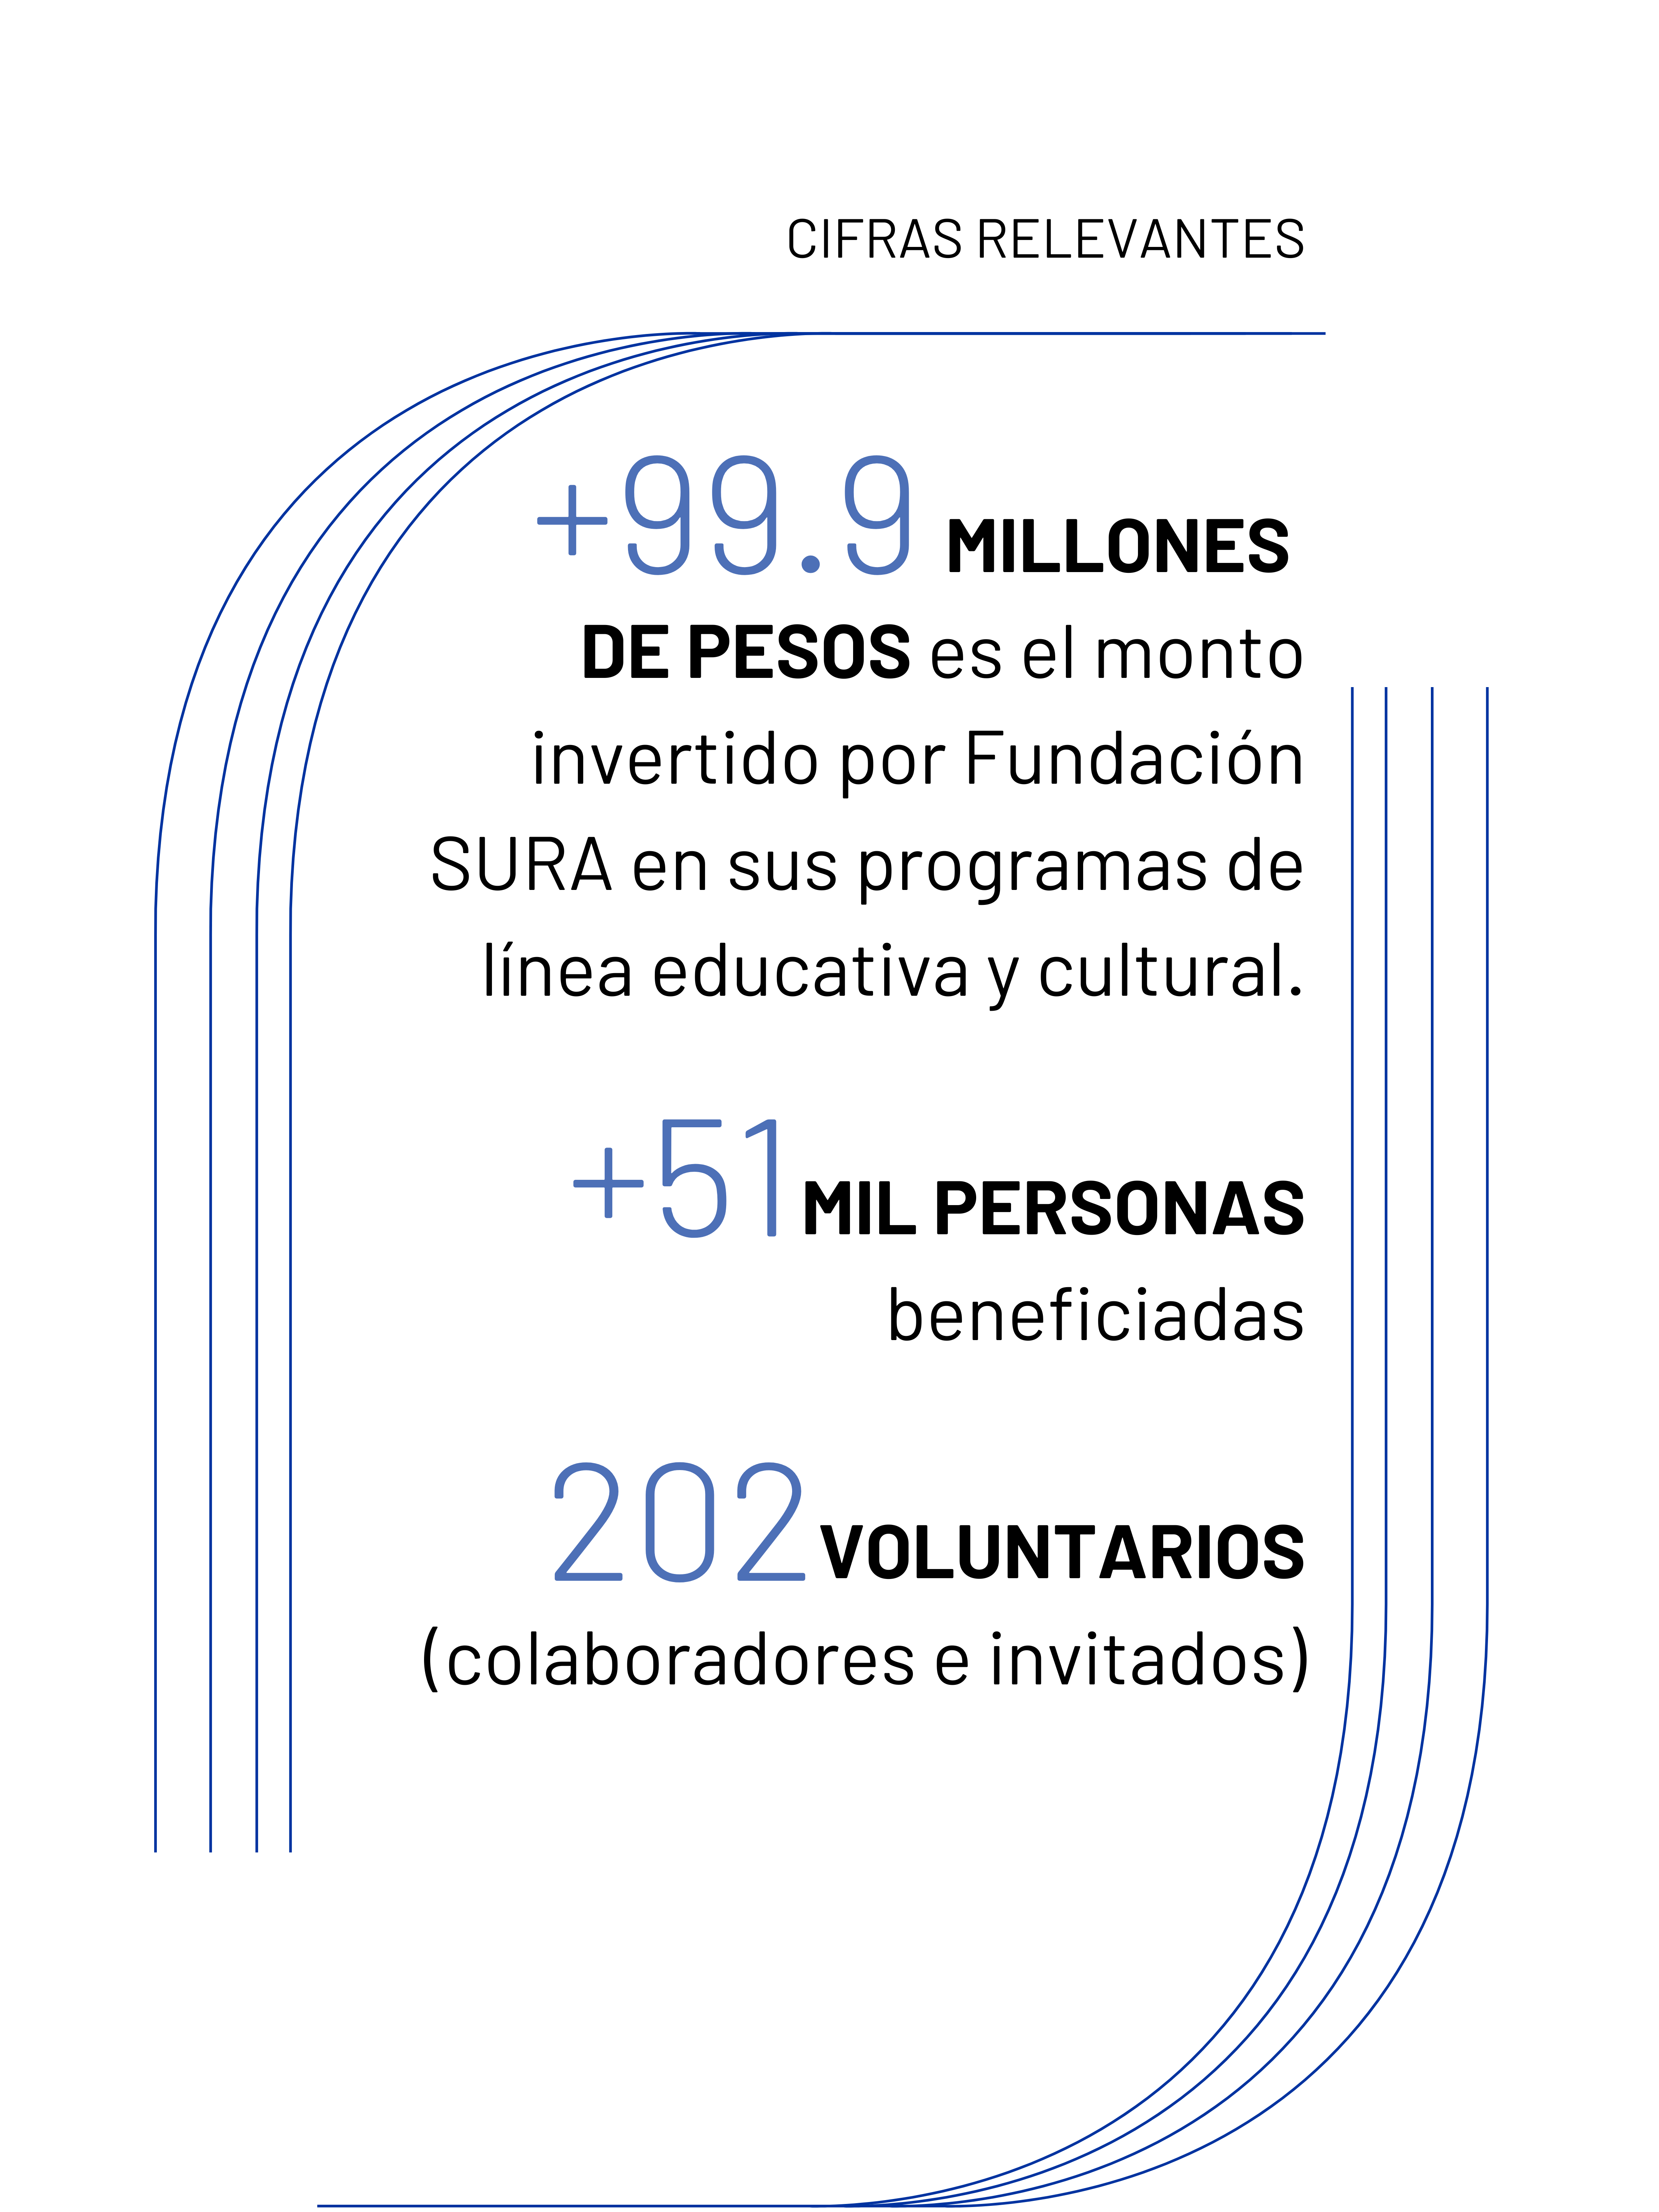 CIFRAS RELEVANTES
+99.9 MILLONES
DE PESOS es el monto
invertido por Fundación
SURA en sus programas de
línea educativa y cultural.
+51 MIL PERSONAS
beneficiadas
202 VOLUNTARIOS
(colaboradores e invitados)